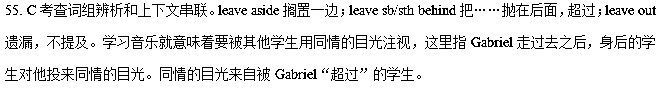 55. C 考查词组辨析和上下文串联。leave aside 搁置一边；leave sb/sth behind 把……抛在后面，超过；leave out
遗漏，不提及。学习音乐就意味着要被其他学生用同情的目光注视，这里指 Gabriel 走过去之后，身后的学
生对他投来同情的目光。同情的目光来自被 Gabriel“超过”的学生。